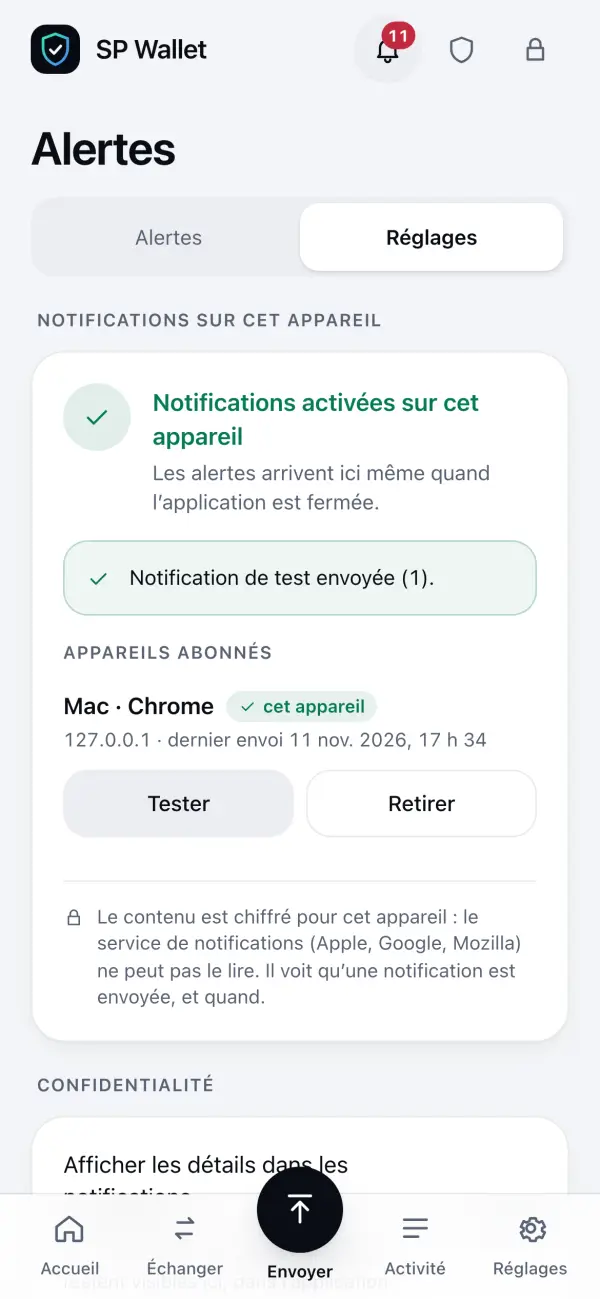 SP Wallet
11
Alertes
Alertes
Réglages
NOTIFICATIONS SUR CET APPAREIL
Notifications activées sur cet
appareil
Les alertes arrivent ici même quand
l’application est fermée.
Notification de test envoyée (1).
APPAREILS ABONNÉS
Mac · Chrome
cet appareil
127.0.0.1 · dernier envoi 11 nov. 2026, 17 h 34
Tester
Retirer
Le contenu est chiffré pour cet appareil : le
service de notifications (Apple, Google, Mozilla)
ne peut pas le lire. Il voit qu’une notification est
envoyée, et quand.
CONFIDENTIALITÉ
Afficher les détails dans les
notifications
Accueil
Échanger
Envoyer
Activité
Réglages